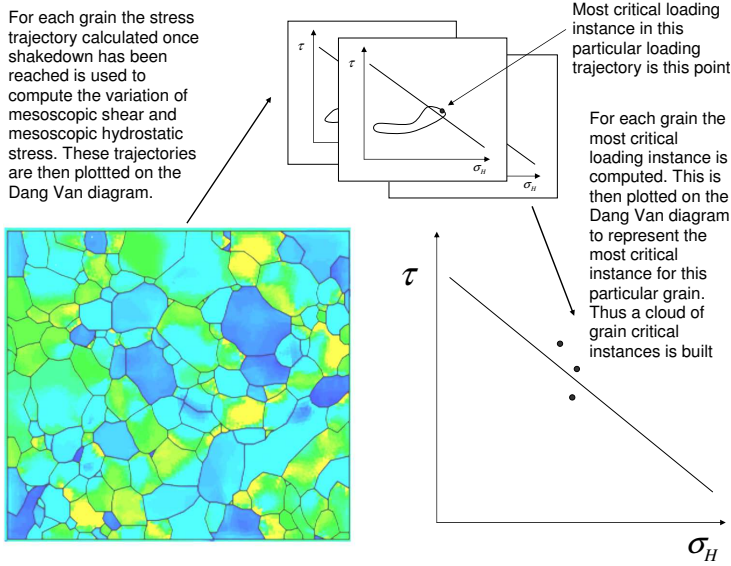 For each grain the stress
trajectory calculated once
shakedown has been
reached is used to
compute the variation of
mesoscopic shear and
mesoscopic hydrostatic
stress. These trajectories
are then plottted on the
Dang Van diagram.
τ
τ
σH
σH
Most critical loading
instance in this
particular loading
trajectory is this point
For each grain the
most critical
loading instance is
computed. This is
then plotted on the
Dang Van diagram
to represent the
most critical
instance for this
particular grain.
Thus a cloud of
grain critical
instances is built
τ
σH